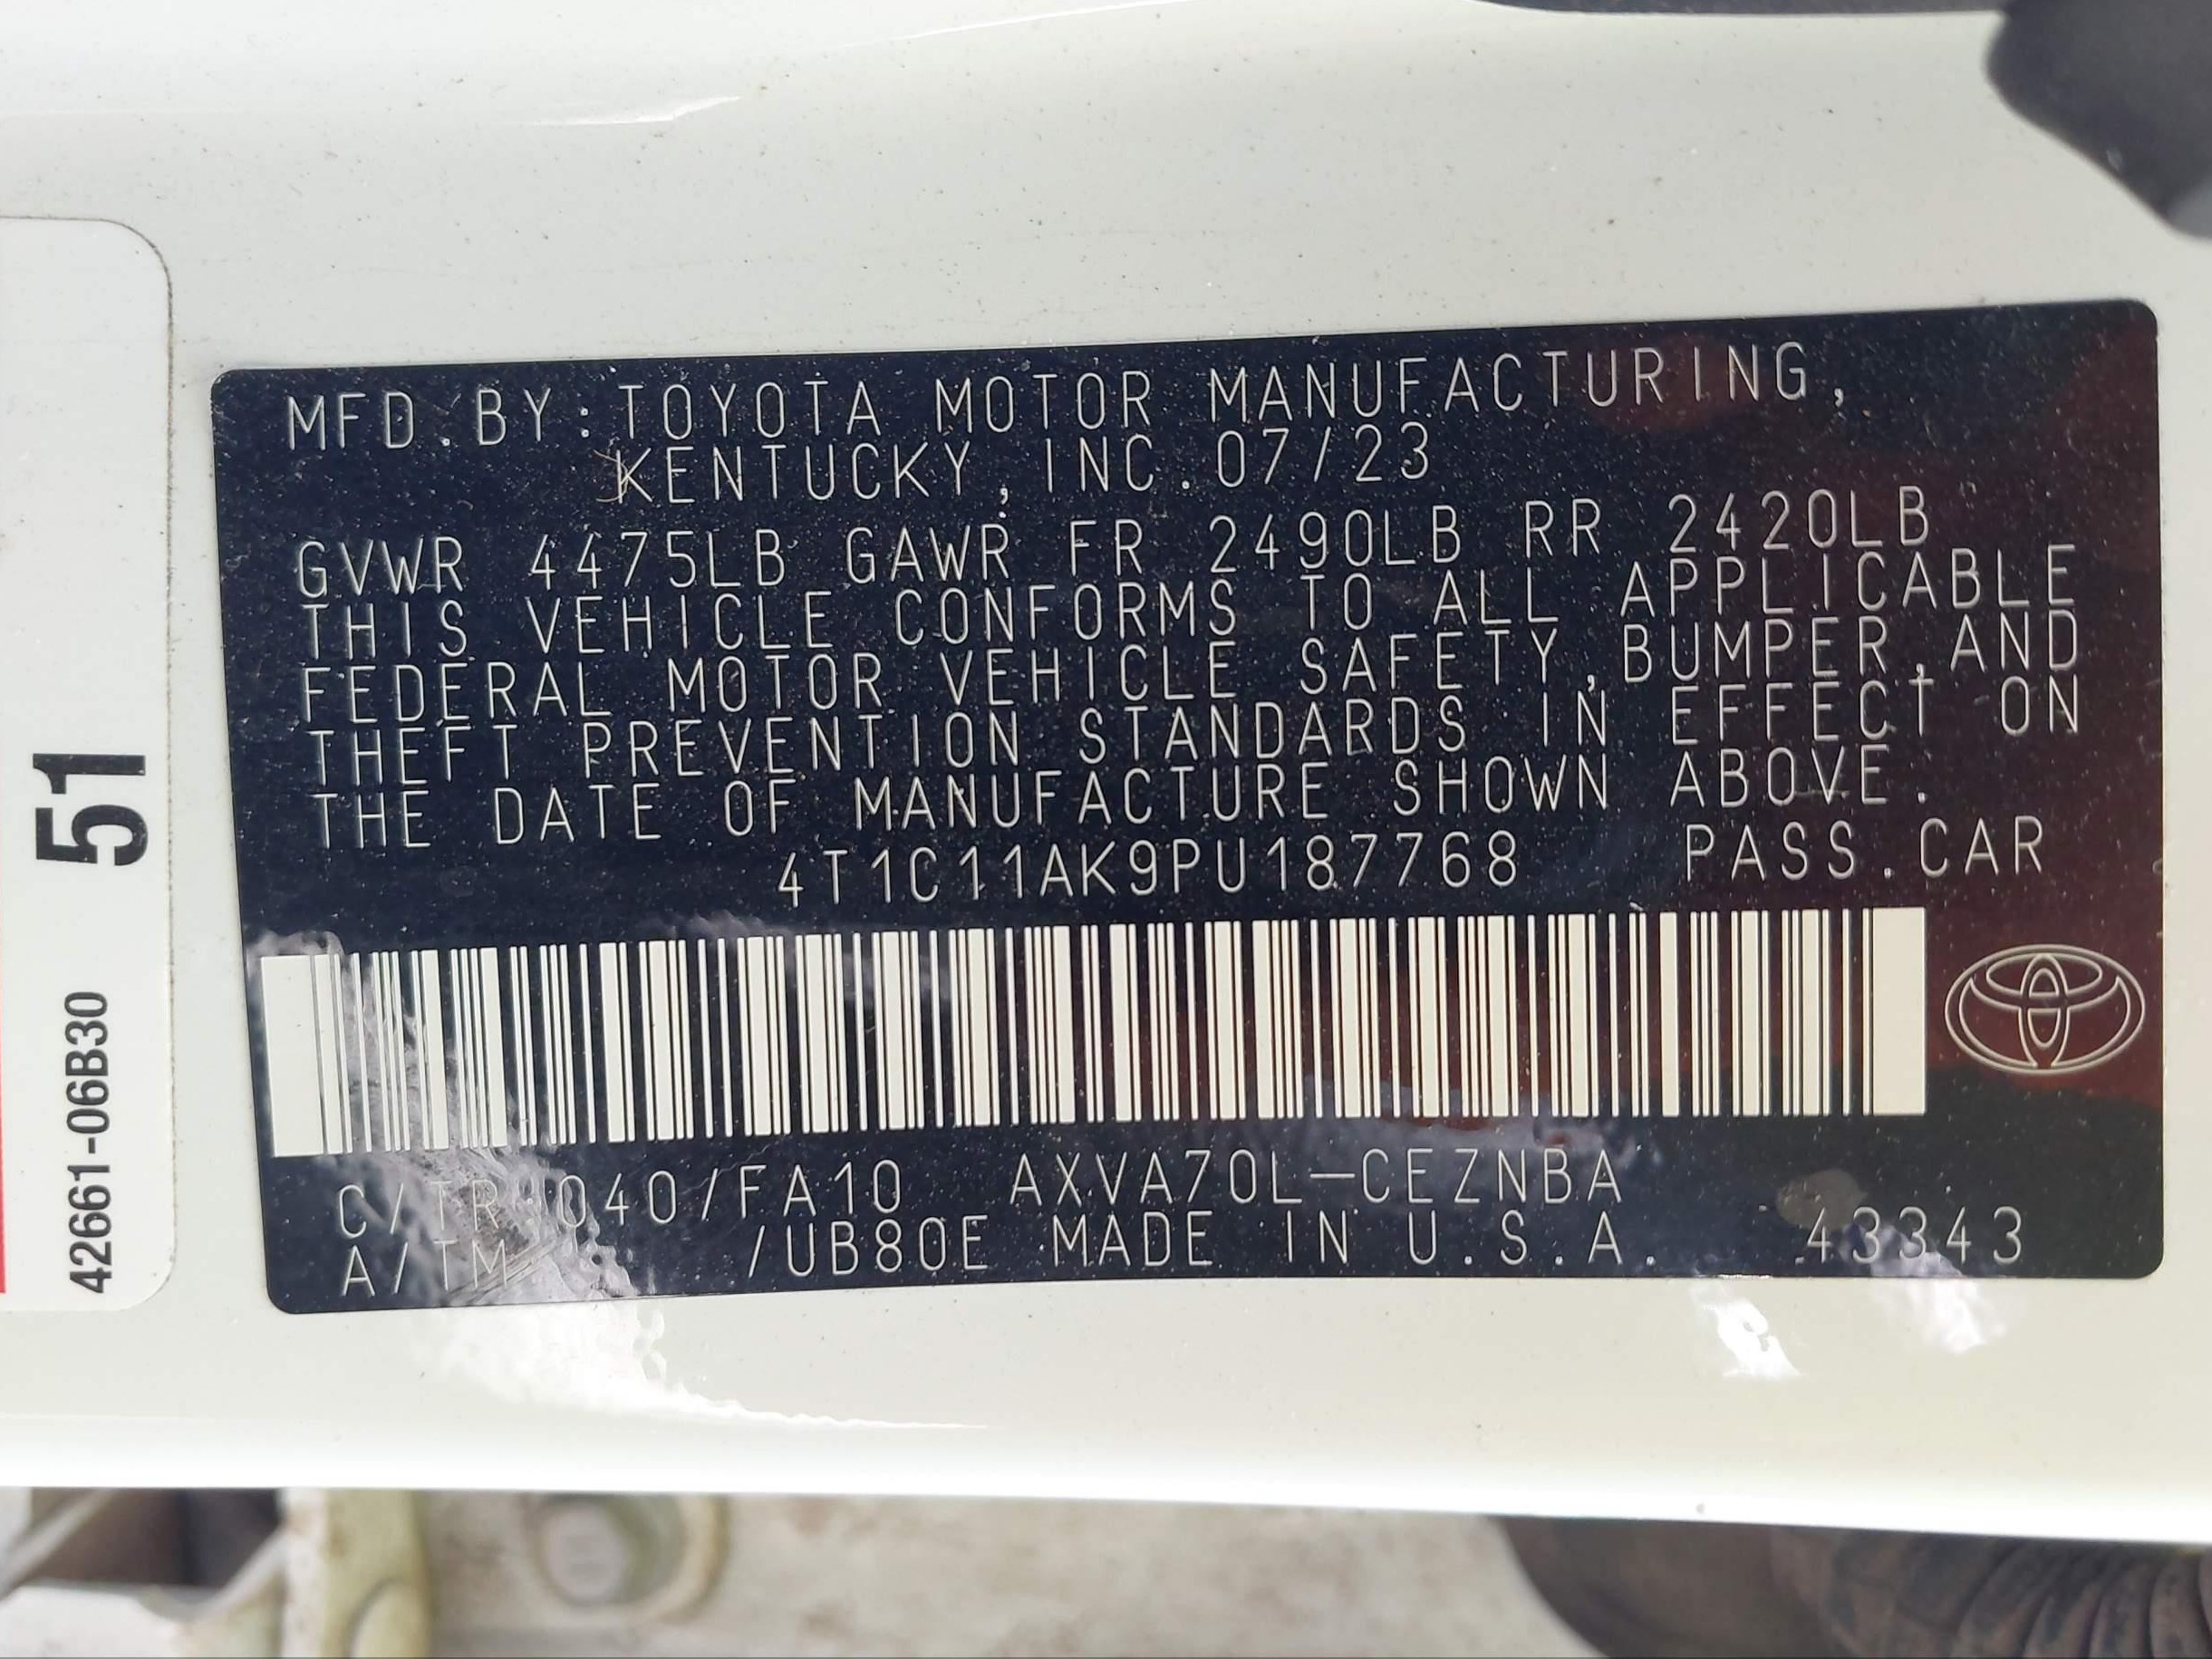 MFD.BY:TOYOTA MOTOR MANUFACTURING,
KENTUCKY, INC.07/23
GVWR 4475LB GAWR FR 2490LB RR 2420LB
THIS VEHICLE CONFORMS TO ALL APPLICABLE
FEDERAL MOTOR VEHICLE SAFETY,BUMPER,AND
THEFT PREVENTION STANDARDS IN EFFECT ON
THE DATE OF MANUFACTURE SHOWN ABOVE.
4T1C11AK9PU187768 PASS.CAR
C/TR:040/FA10 AXVA70L-CEZNBA
A/TM /UB80E MADE IN U.S.A. 43343
42661-06B30 51